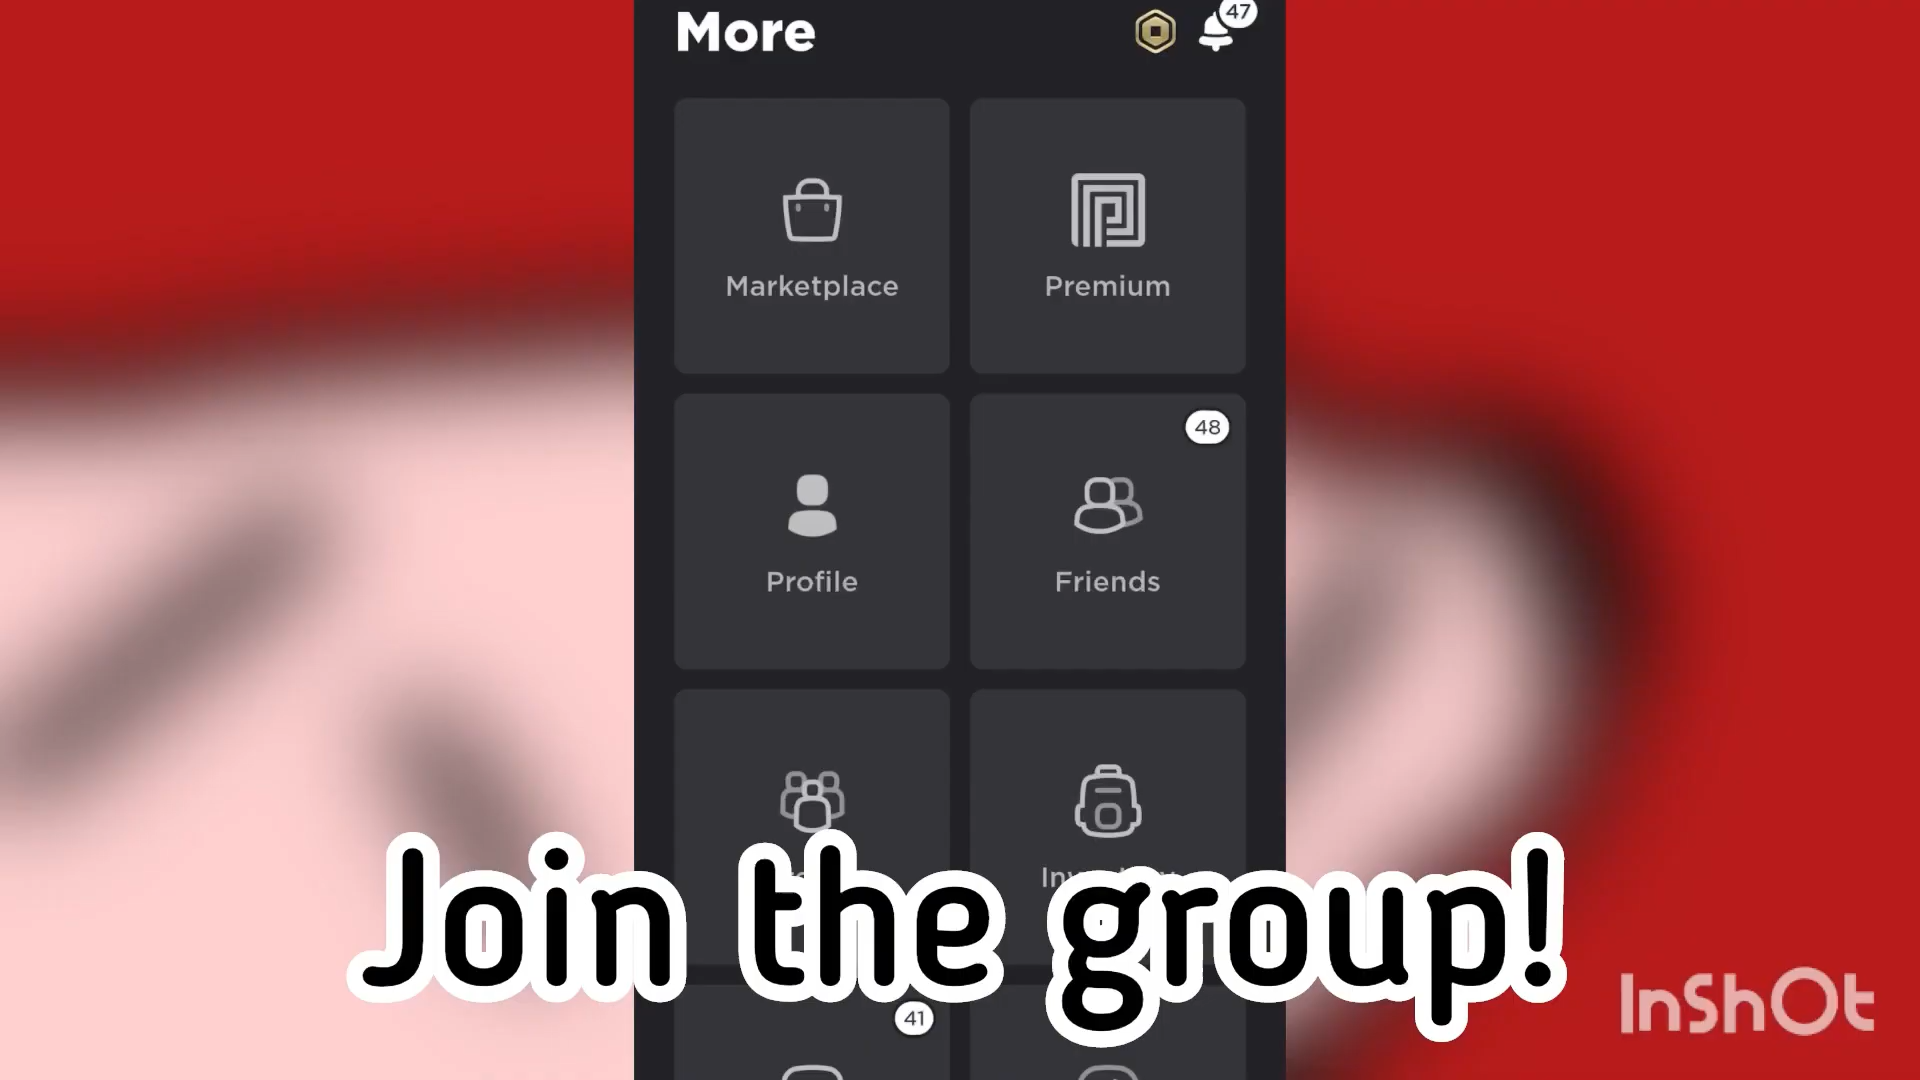 More
47
Marketplace
Premium
48
Profile
Friends
Join the group!
41
InShOt